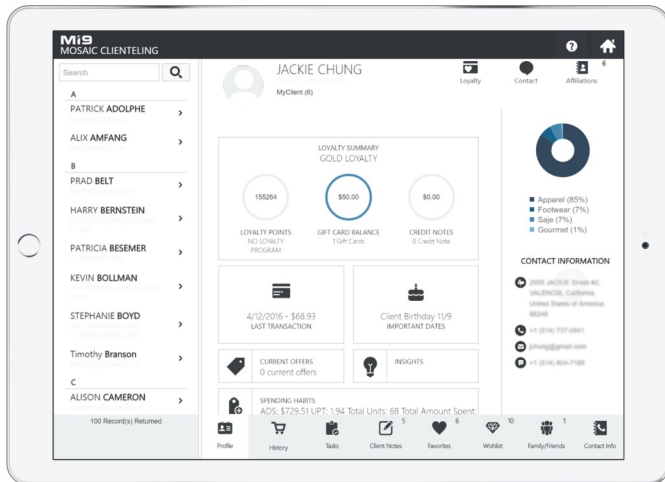 Mi9
MOSAIC CLIENTELING
Search
A
PATRICK ADOLPHE
ALIX AMFANG
B
PRAD BELT
HARRY BERNSTEIN
PATRICIA BESEMER
KEVIN BOLLMAN
STEPHANIE BOYD
Timothy Branson
C
ALISON CAMERON
100 Record(s) Returned
JACKIE CHUNG
MyClient (6)
Loyalty
Contact
6
Affiliations
LOYALTY SUMMARY
GOLD LOYALTY
155264
$50.00
$0.00
LOYALTY POINTS
NO LOYALTY
PROGRAM
GIFT CARD BALANCE
1 Gift Cards
CREDIT NOTES
0 Credit Note
4/12/2016 - $68.93
LAST TRANSACTION
Client Birthday 11/9
IMPORTANT DATES
CURRENT OFFERS
0 current offers
INSIGHTS
SPENDING HABITS
ADS: $729.51 UPT: 1.94 Total Units: 68 Total Amount Spent:
Apparel (85%)
Footwear (7%)
Saje (7%)
Gourmet (1%)
CONTACT INFORMATION
Profile
History
Tasks
5
Client Notes
6
Favorites
10
Wishlist
1
Family/Friends
Contact Info